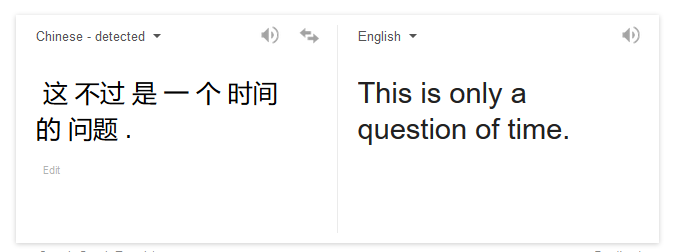 Chinese - detected
这 不过 是 一 个 时间
的 问题 .
Edit
English
This is only a
question of time.